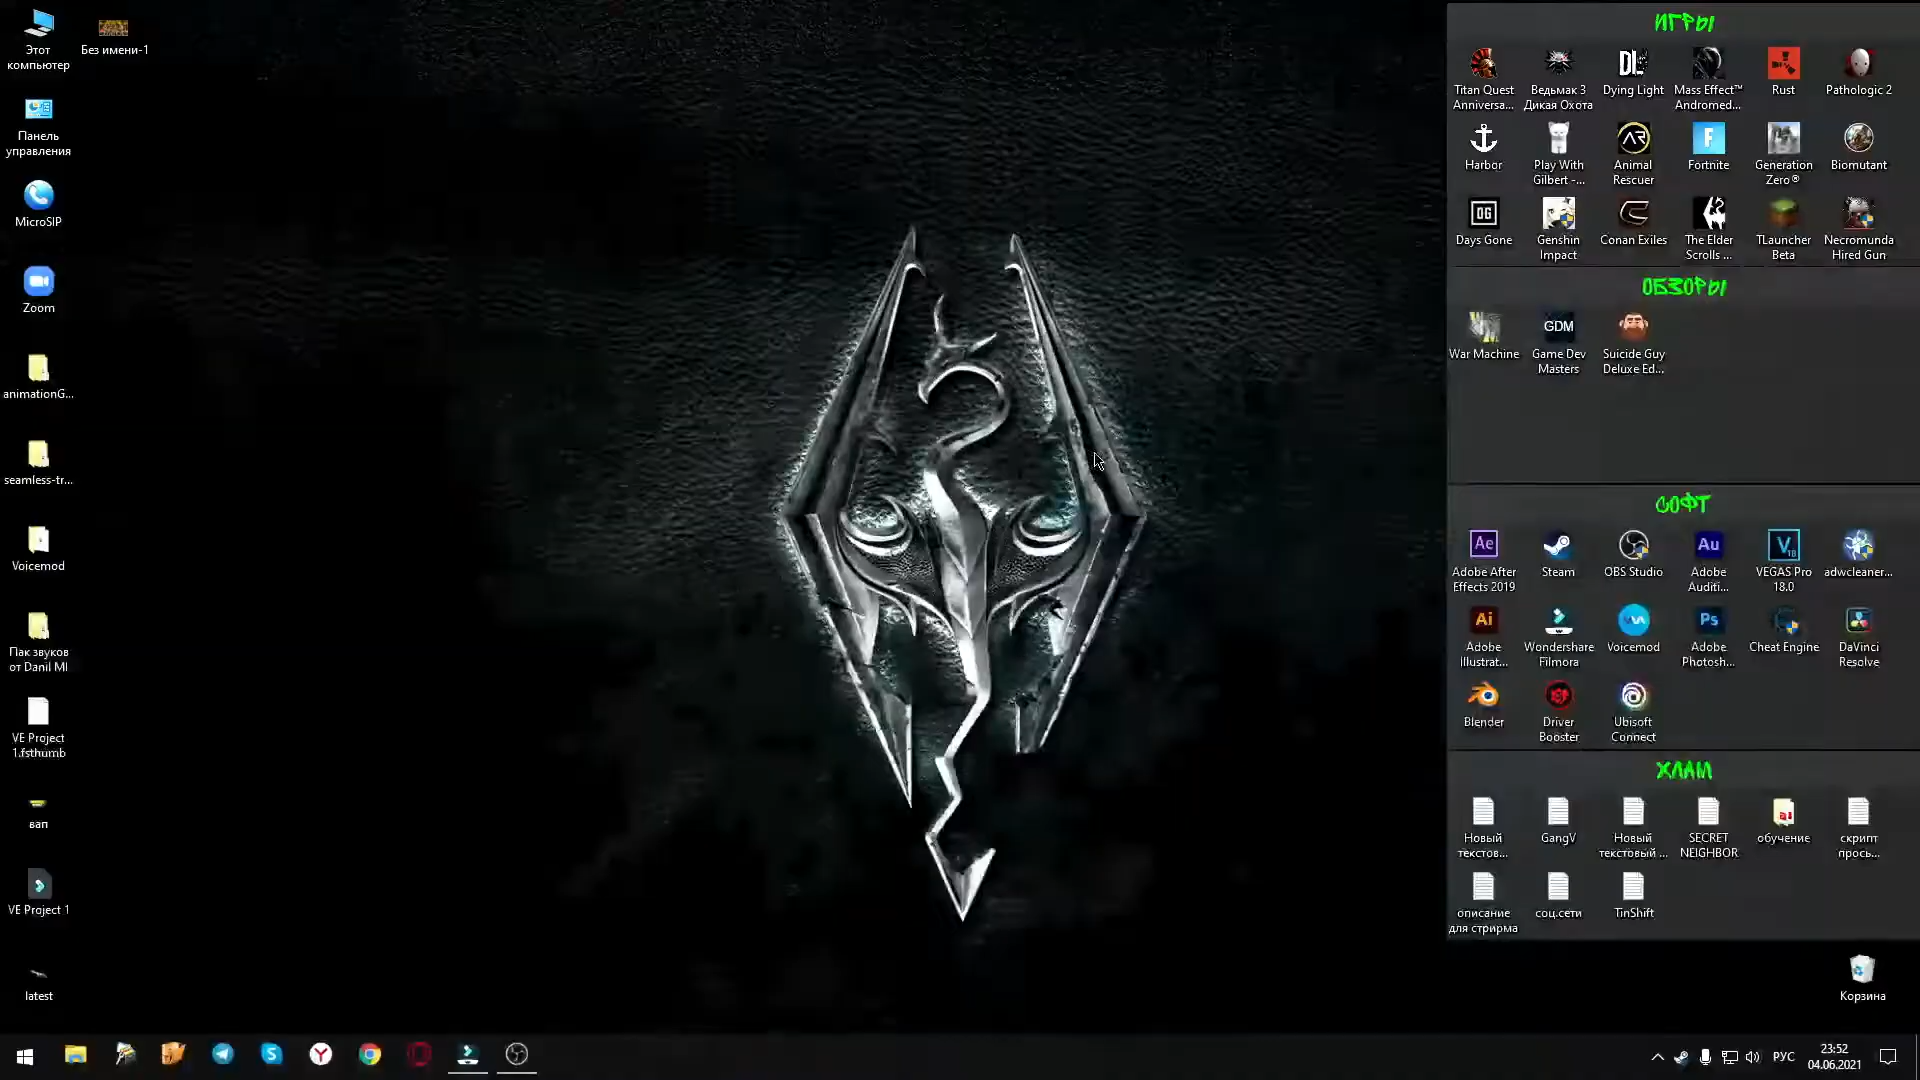 Этот
компьютер
Без имени-1
Панель
управления
MicroSIP
Zoom
animationG...
seamless-tr...
Voicemod
Пак звуков
от Danil MI
VE Project
1.fsthumb
вап
VE Project 1
latest
ИГРЫ
Titan Quest
Annivers​a...
Ведьмак 3
Дикая Охота
Dying Light
Mass Effect™
Andromed...
Rust
Pathologic 2
Harbor
Play With
Gilbert -...
Animal
Rescuer
Fortnite
Generation
Zero®
Biomutant
Days Gone
Genshin
Impact
Conan Exiles
The Elder
Scrolls ...
TLauncher
Beta
Necromunda
Hired Gun
ОБЗОРЫ
War Machine
GDM
Game Dev
Masters
Suicide Guy
Deluxe Ed...
СОФТ
Adobe After
Effects 2019
Steam
OBS Studio
Adobe
Auditi...
VEGAS Pro
18.0
adwcleaner...
Adobe
Illustrat...
Wondershare
Filmora
Voicemod
Adobe
Photosh...
Cheat Engine
DaVinci
Resolve
Blender
Driver
Booster
Ubisoft
Connect
ХЛАМ
Новый
текстов...
GangV
Новый
текстовый ...
SECRET
NEIGHBOR
обучение
скрипт
прось...
описание
для стрирма
соц.сети
TinShift
Корзина
РУС
23:52
04.06.2021